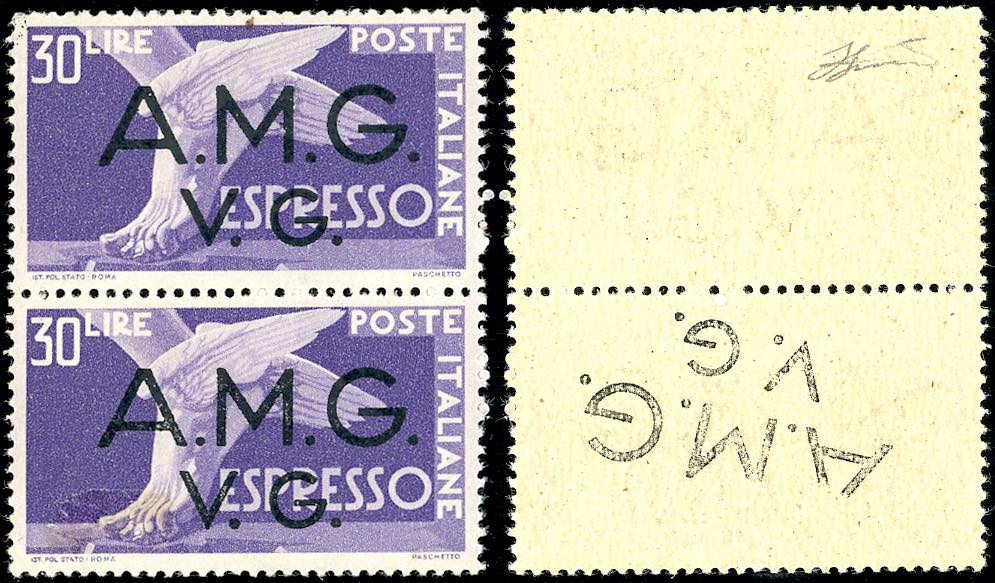 30 LIRE POSTE
ITALIANE
A.M.G.
V.G.
ESPRESSO
IST. POL. STATO - ROMA PASCHETTO
30 LIRE POSTE
ITALIANE
A.M.G.
V.G.
ESPRESSO
IST. POL. STATO - ROMA PASCHETTO
V.G.
A.M.G.